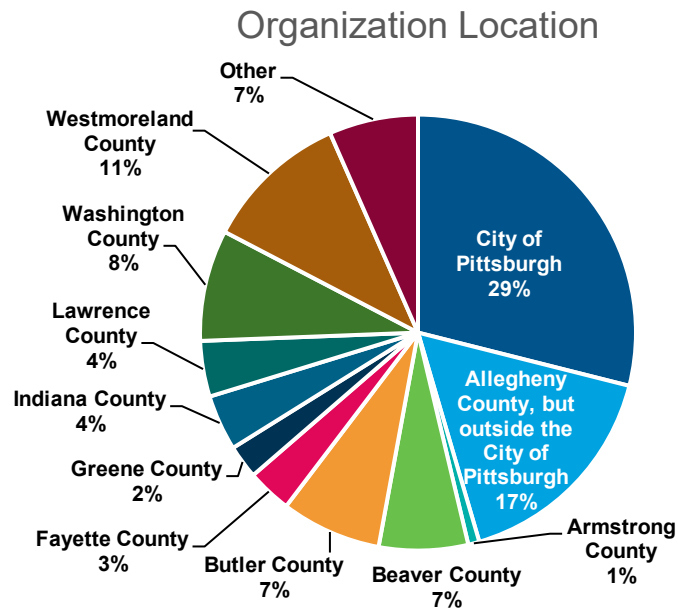 Organization Location
Other
7%
Westmoreland
County
11%
Washington
County
8%
Lawrence
County
4%
Indiana County
4%
Greene County
2%
Fayette County
3%
Butler County
7%
Beaver County
7%
Armstrong
County
1%
Allegheny
County, but
outside the
City of
Pittsburgh
17%
City of
Pittsburgh
29%